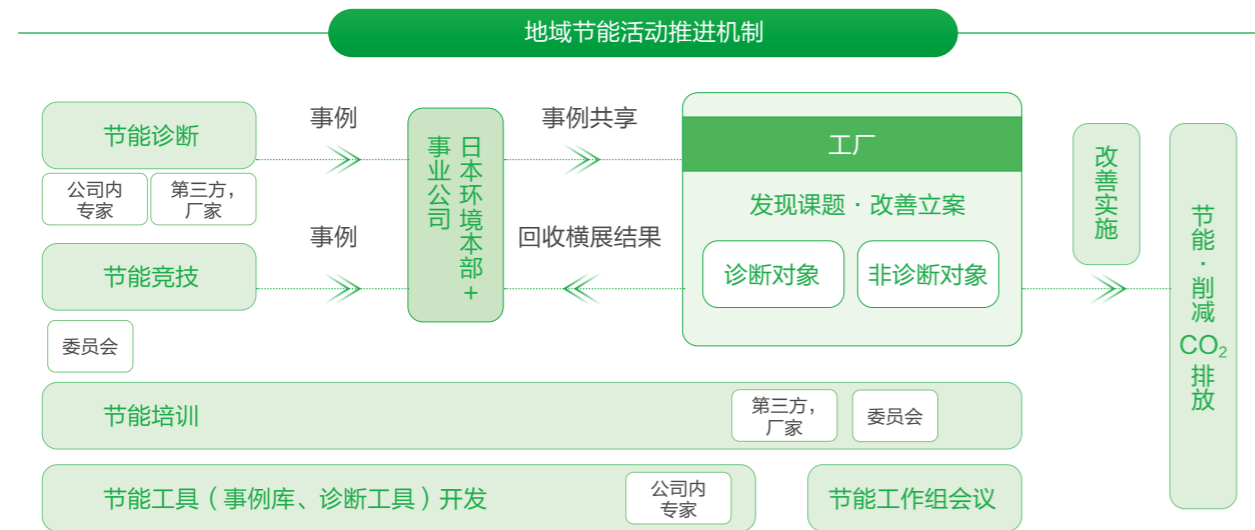 地域节能活动推进机制
节能诊断
公司内
专家
第三方，
厂家
事例
节能竞技
委员会
事例
日本环境本部+
事业公司
事例共享
回收横展结果
工厂
发现课题·改善立案
诊断对象
非诊断对象
改善实施
节能·削减CO₂排放
节能培训
第三方，
厂家
委员会
节能工具（事例库、诊断工具）开发
公司内
专家
节能工作组会议